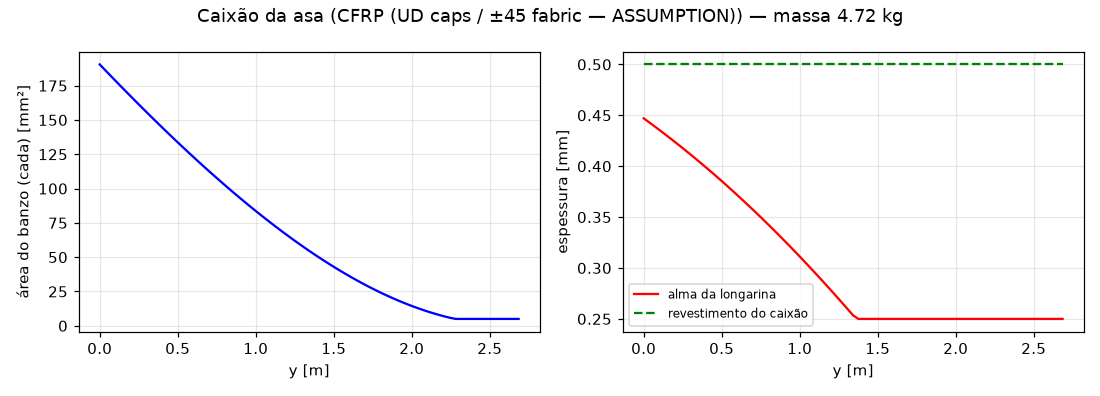 Caixão da asa (CFRP (UD caps / ±45 fabric — ASSUMPTION)) — massa 4.72 kg
área do banzo (cada) [mm²]
175
150
125
100
75
50
25
0
0.0 0.5 1.0 1.5 2.0 2.5
y [m]
espessura [mm]
0.50
0.45
0.40
0.35
0.30
0.25
alma da longarina
revestimento do caixão
0.0 0.5 1.0 1.5 2.0 2.5
y [m]